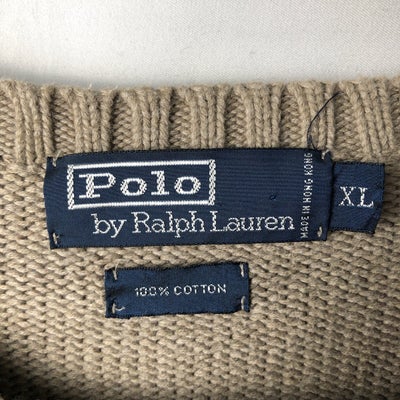 Polo
by Ralph Lauren
MADE IN HONG KONG
XL
100% COTTON